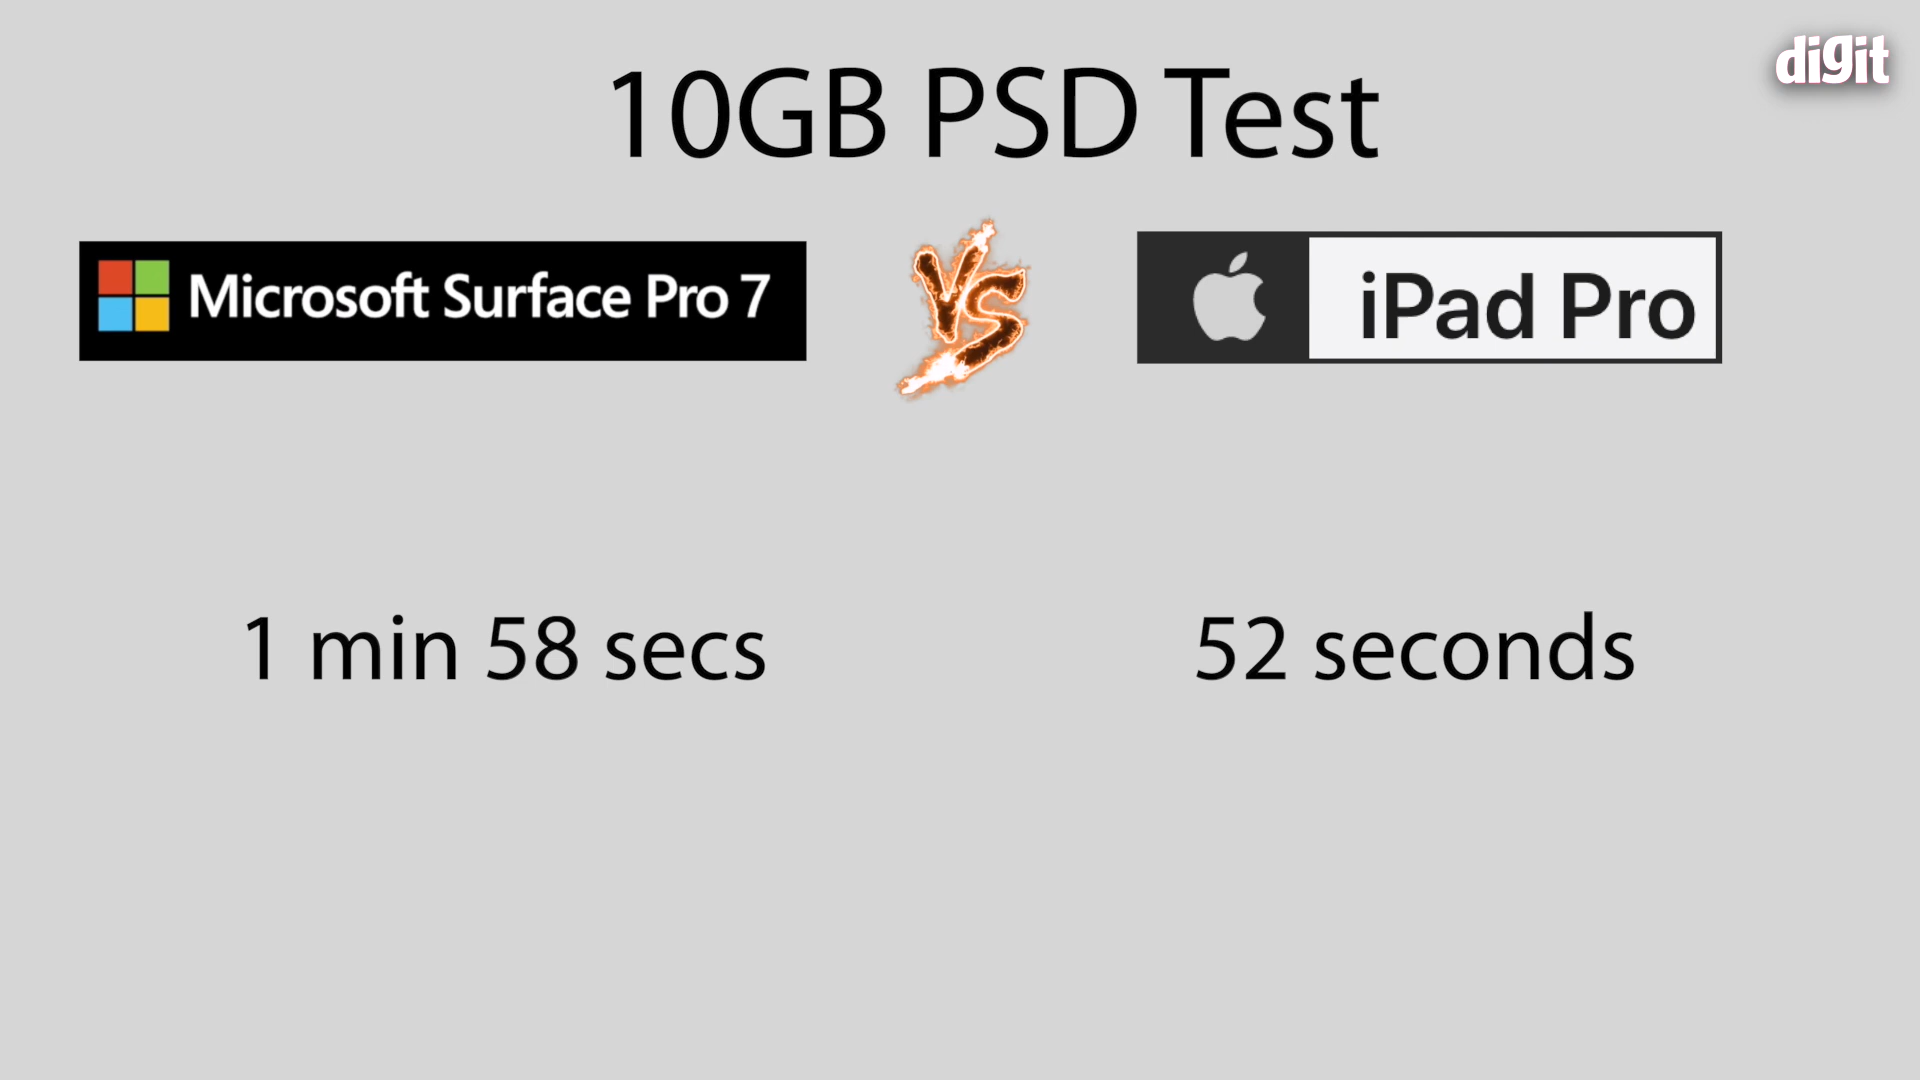 digit
10GB PSD Test
Microsoft Surface Pro 7
VS
iPad Pro
1 min 58 secs
52 seconds